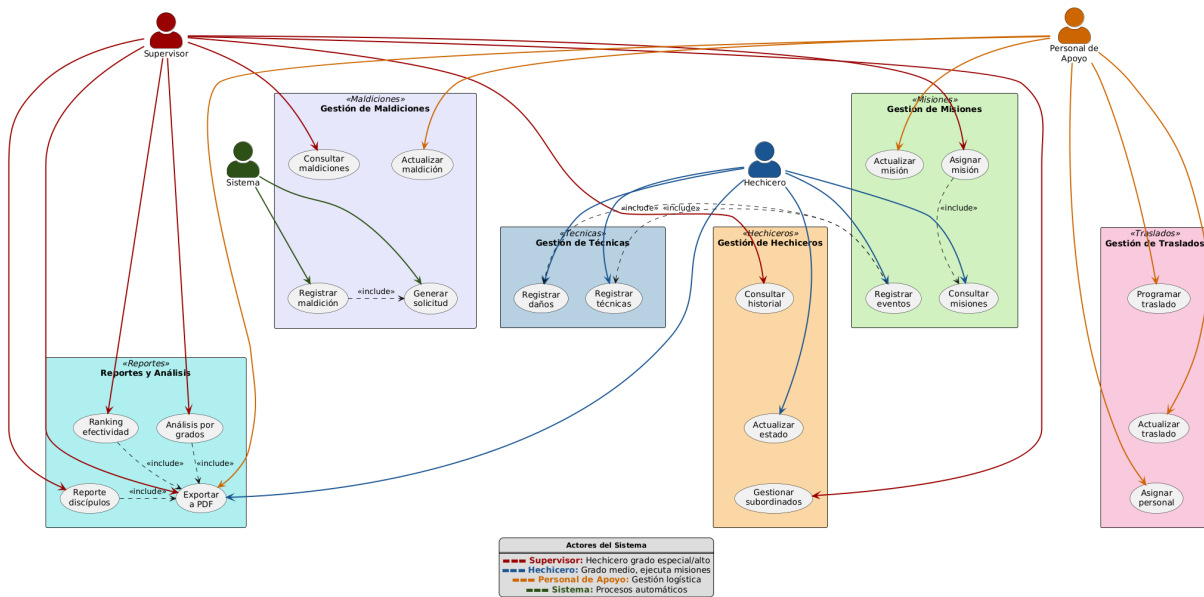 Supervisor
Personal de
Apoyo
«Maldiciones»
Gestión de Maldiciones
«Misiones»
Gestión de Misiones
Consultar
maldiciones
Actualizar
maldición
Actualizar
misión
Asignar
misión
Sistema
Hechicero
«include»
«include»
«include»
«Tecnicas»
Gestión de Técnicas
«Hechiceros»
Gestión de Hechiceros
«Traslados»
Gestión de Traslados
Registrar
maldición
«include»
Generar
solicitud
Registrar
daños
Registrar
técnicas
Consultar
historial
Registrar
eventos
Consultar
misiones
Programar
traslado
«Reportes»
Reportes y Análisis
Ranking
efectividad
Análisis por
grados
Actualizar
estado
Actualizar
traslado
«include»
«include»
Reporte
discípulos
«include»
Exportar
a PDF
Gestionar
subordinados
Asignar
personal
Actores del Sistema
Supervisor: Hechicero grado especial/alto
Hechicero: Grado medio, ejecuta misiones
Personal de Apoyo: Gestión logística
Sistema: Procesos automáticos